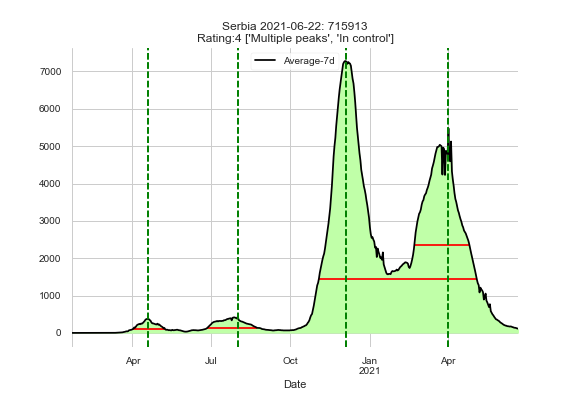 Serbia 2021-06-22: 715913
Rating:4 ['Multiple peaks', 'In control']
Average-7d
7000
6000
5000
4000
3000
2000
1000
0
Apr Jul Oct Jan Apr
2021
Date